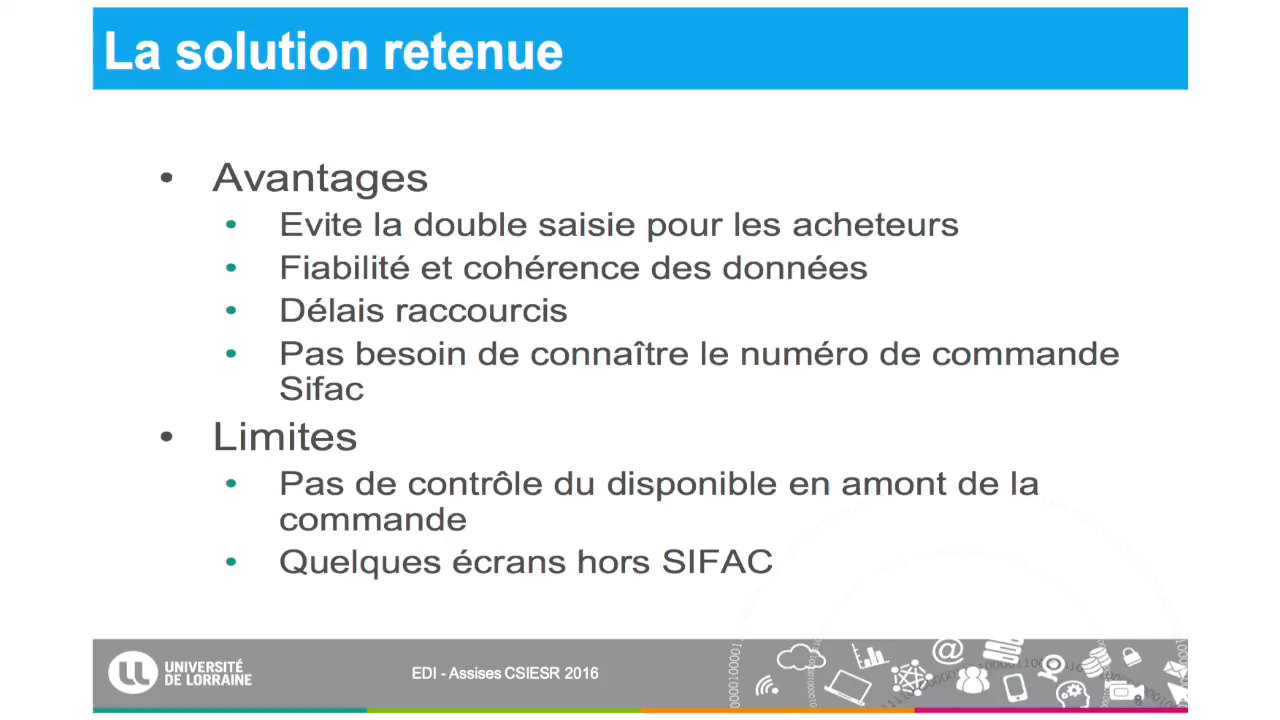 La solution retenue
• Avantages
• Evite la double saisie pour les acheteurs
• Fiabilité et cohérence des données
• Délais raccourcis
• Pas besoin de connaître le numéro de commande
Sifac
• Limites
• Pas de contrôle du disponible en amont de la
commande
• Quelques écrans hors SIFAC
UNIVERSITÉ
DE LORRAINE
EDI - Assises CSIESR 2016